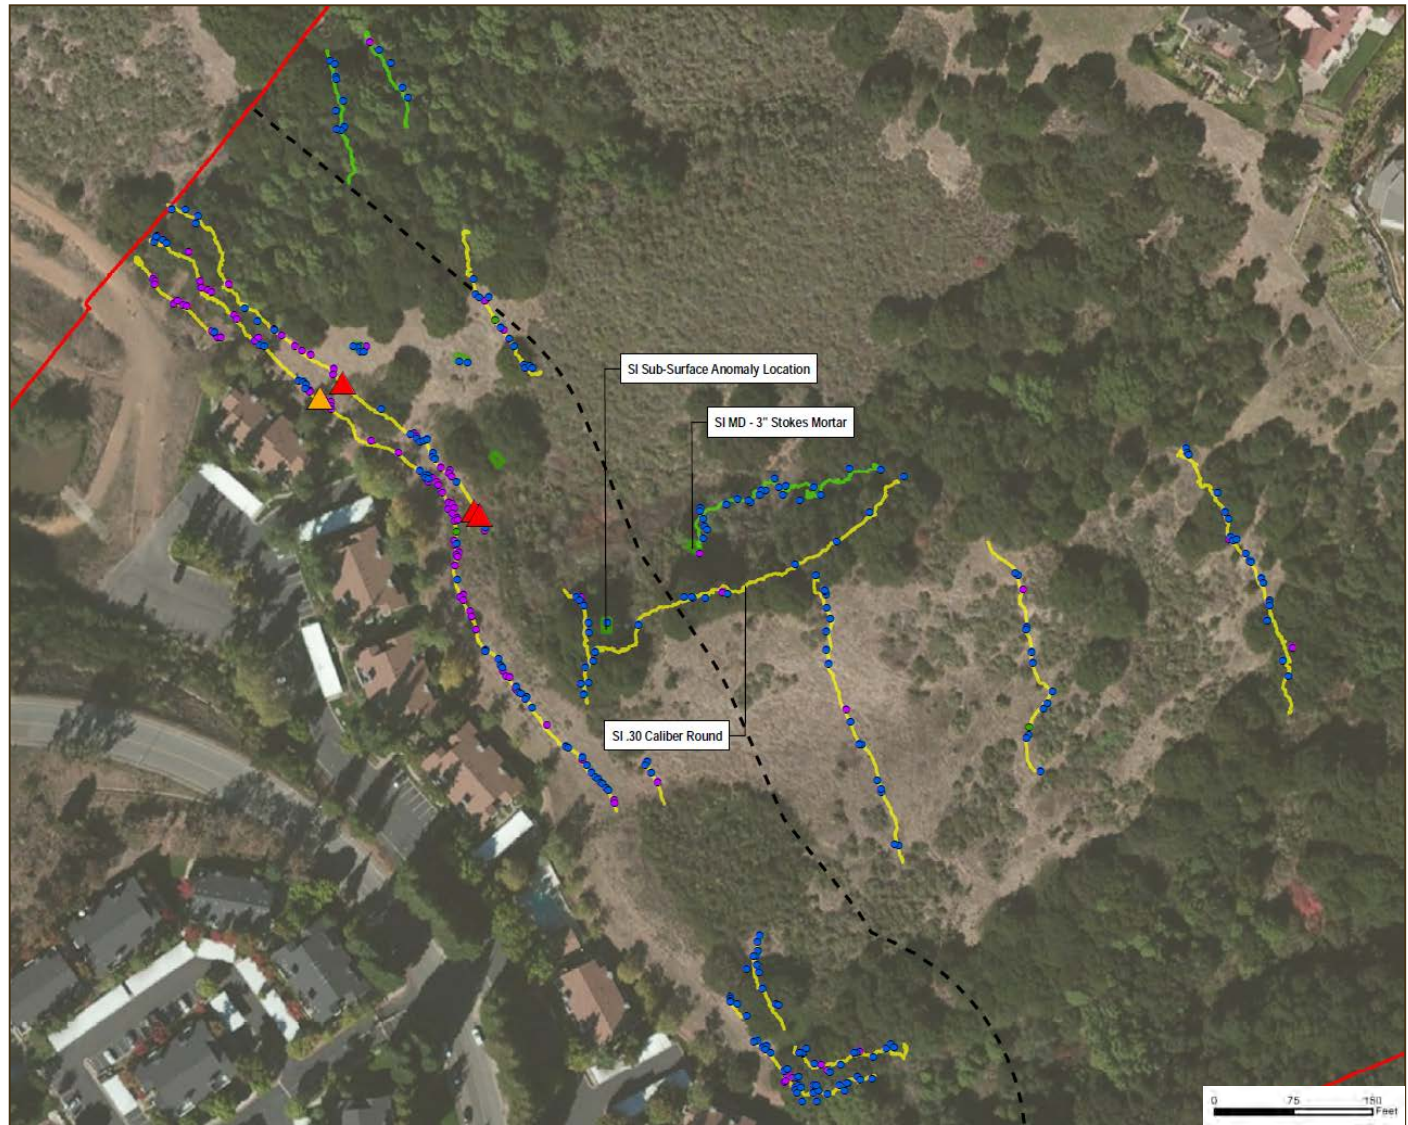 SI Sub-Surface Anomaly Location
SI MD - 3" Stokes Mortar
SI .30 Caliber Round
0 75 150
Feet